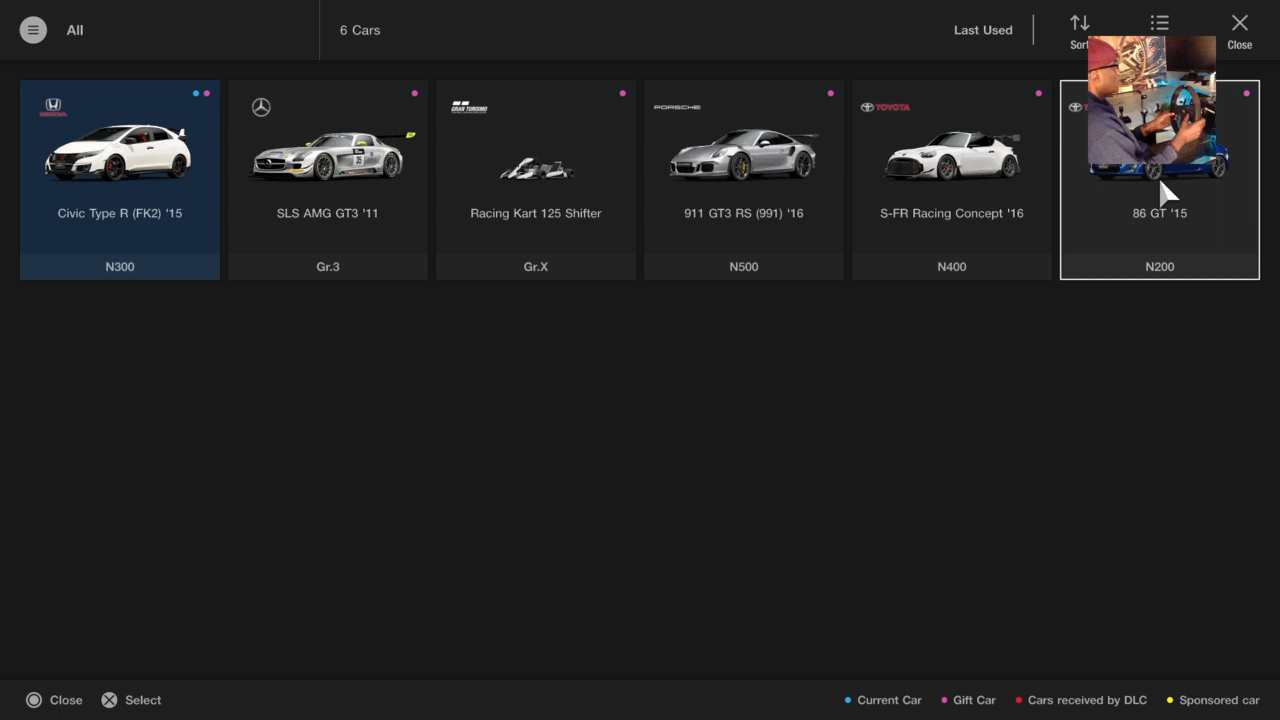 All
6 Cars
Last Used
Sort
Close
HONDA
GRAN TURISMO
PORSCHE
TOYOTA
Civic Type R (FK2) '15
SLS AMG GT3 '11
Racing Kart 125 Shifter
911 GT3 RS (991) '16
S-FR Racing Concept '16
86 GT '15
N300
Gr.3
Gr.X
N500
N400
N200
Close
Select
Current Car
Gift Car
Cars received by DLC
Sponsored car